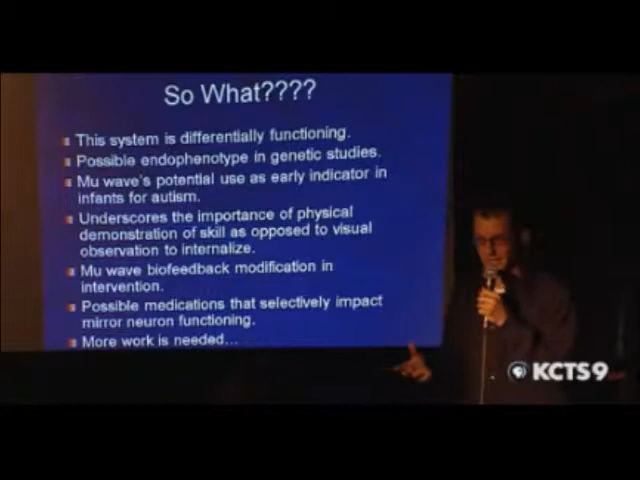 So What????
This system is differentially functioning.
Possible endophenotype in genetic studies.
Mu wave's potential use as early indicator in
infants for autism.
Underscores the importance of physical
demonstration of skill as opposed to visual
observation to internalize.
Mu wave biofeedback modification in
intervention.
Possible medications that selectively impact
mirror neuron functioning.
More work is needed...
KCTS9